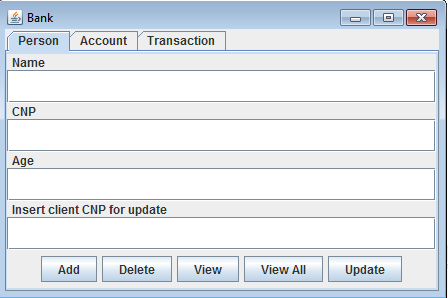 Bank
Person Account Transaction
Name
CNP
Age
Insert client CNP for update
Add Delete View View All Update